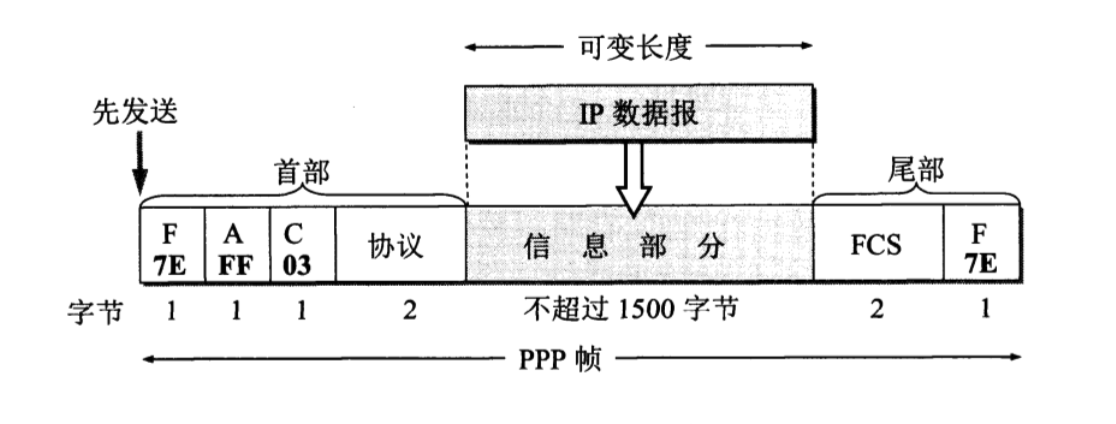 可变长度
先发送
IP 数据报
首部
尾部
F A C 协议 信息部分 FCS F
7E FF 03 7E
字节 1 1 1 2 不超过 1500 字节 2 1
PPP 帧